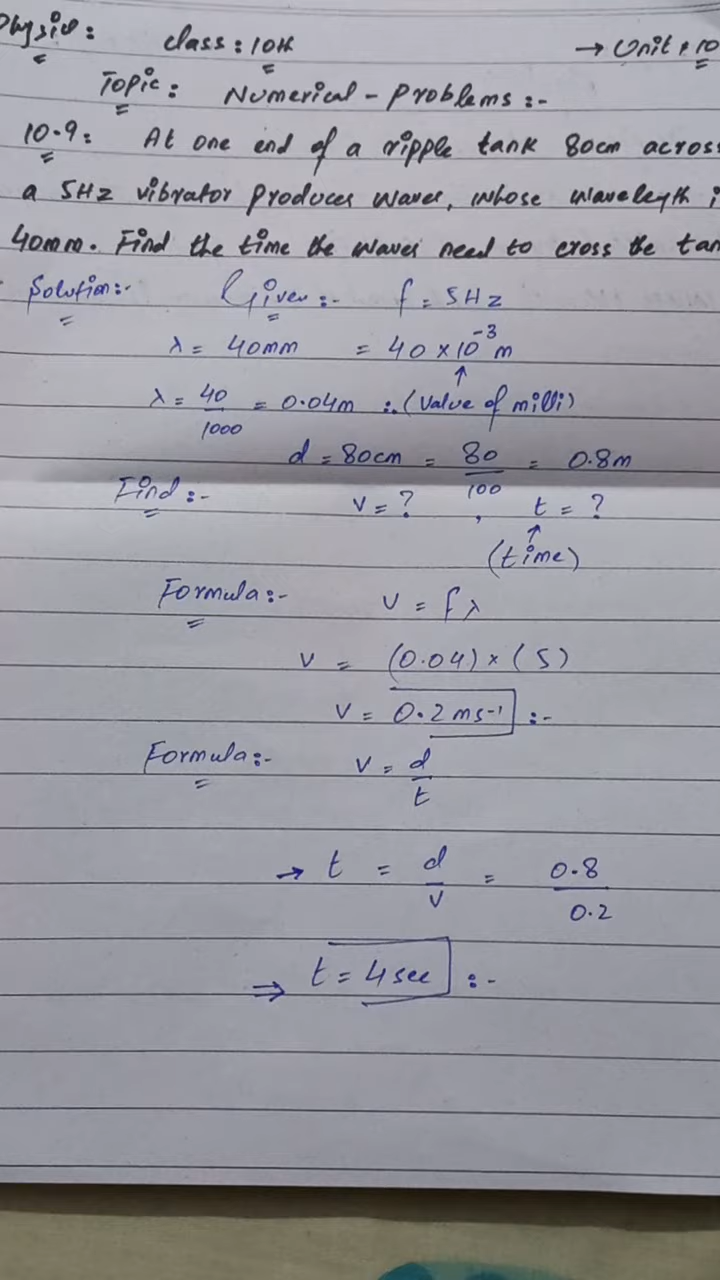 Physics: class: 10th → Unit: 10
Topic: Numerical - Problems :-
10.9: At one end of a ripple tank 80cm across
a 5Hz vibrator produces waves, whose wavelength i
40mm. Find the time the waves need to cross the tan
Solution:- Given:- f = 5Hz
λ = 40mm = 40 × 10⁻³ m
↑
λ = 40/1000 = 0.04m ∴ (value of milli)
d = 80cm = 80/100 = 0.8m
Find :- v = ? , t = ?
↑
(time)
Formula:- v = fλ
v = (0.04) × (5)
v = 0.2 ms⁻¹ :-
Formula:- v = d/t
→ t = d/v = 0.8/0.2
⇒ t = 4 sec :-